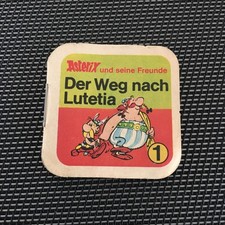 Asterix und seine Freunde
Der Weg nach
Lutetia
1